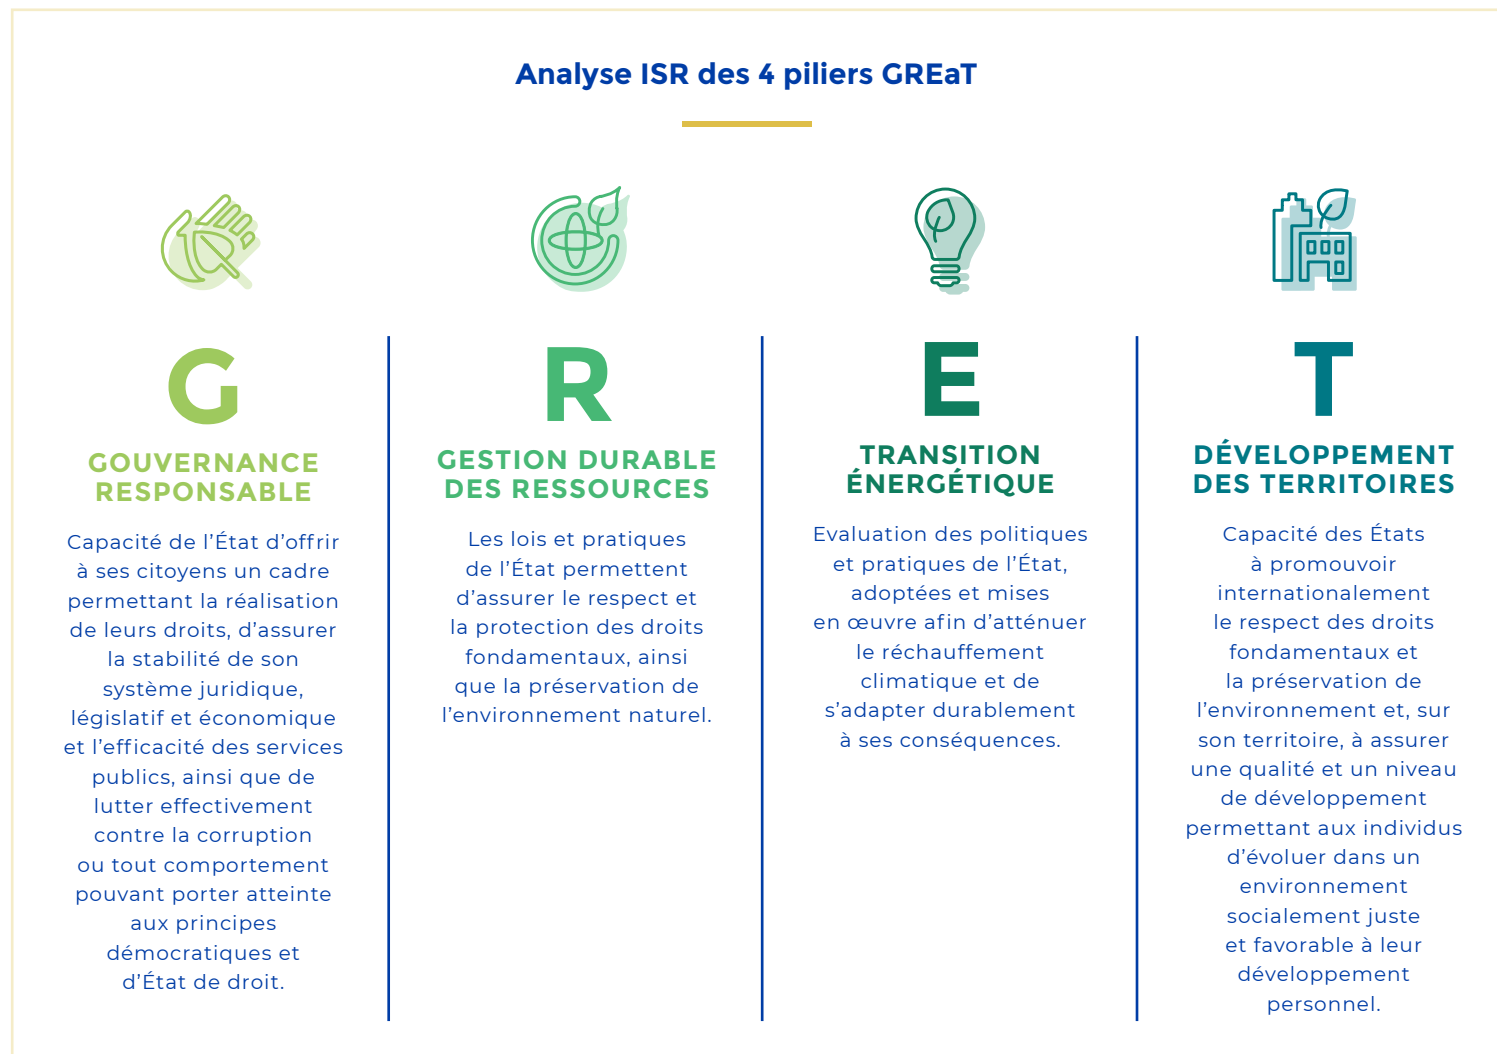 Analyse ISR des 4 piliers GREaT
G
GOUVERNANCE
RESPONSABLE
Capacité de l’État d’offrir
à ses citoyens un cadre
permettant la réalisation
de leurs droits, d’assurer
la stabilité de son
système juridique,
législatif et économique
et l’efficacité des services
publics, ainsi que de
lutter effectivement
contre la corruption
ou tout comportement
pouvant porter atteinte
aux principes
démocratiques et
d’État de droit.
R
GESTION DURABLE
DES RESSOURCES
Les lois et pratiques
de l’État permettent
d’assurer le respect et
la protection des droits
fondamentaux, ainsi
que la préservation de
l’environnement naturel.
E
TRANSITION
ÉNERGÉTIQUE
Evaluation des politiques
et pratiques de l’État,
adoptées et mises
en œuvre afin d’atténuer
le réchauffement
climatique et de
s’adapter durablement
à ses conséquences.
T
DÉVELOPPEMENT
DES TERRITOIRES
Capacité des États
à promouvoir
internationalement
le respect des droits
fondamentaux et
la préservation de
l’environnement et, sur
son territoire, à assurer
une qualité et un niveau
de développement
permettant aux individus
d’évoluer dans un
environnement
socialement juste
et favorable à leur
développement
personnel.